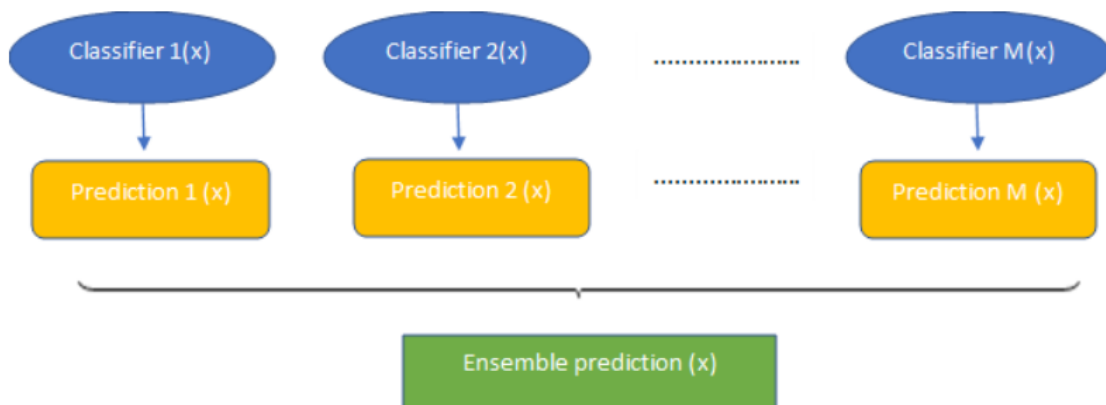 Classifier 1(x)
Classifier 2(x)
.....................
Classifier M(x)
Prediction 1 (x)
Prediction 2 (x)
.....................
Prediction M (x)
Ensemble prediction (x)